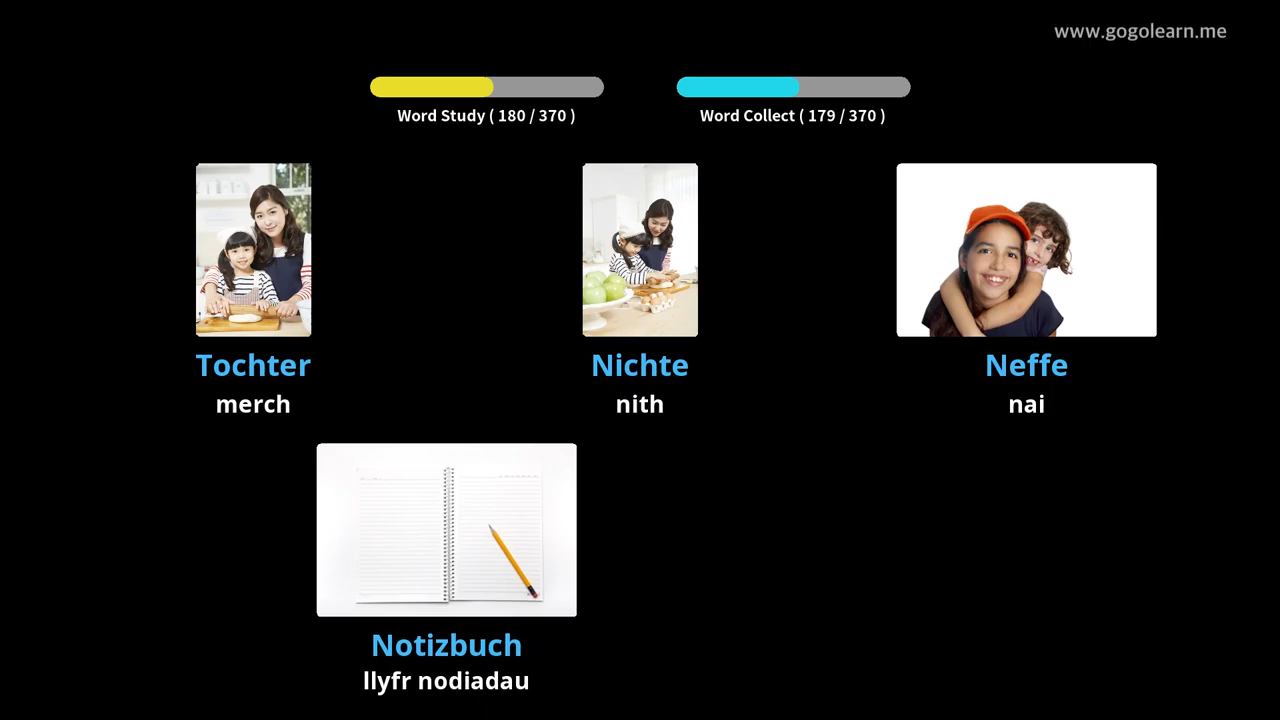 www.gogolearn.me
Word Study ( 180 / 370 )
Word Collect ( 179 / 370 )
Tochter
merch
Nichte
nith
Neffe
nai
Notizbuch
llyfr nodiadau